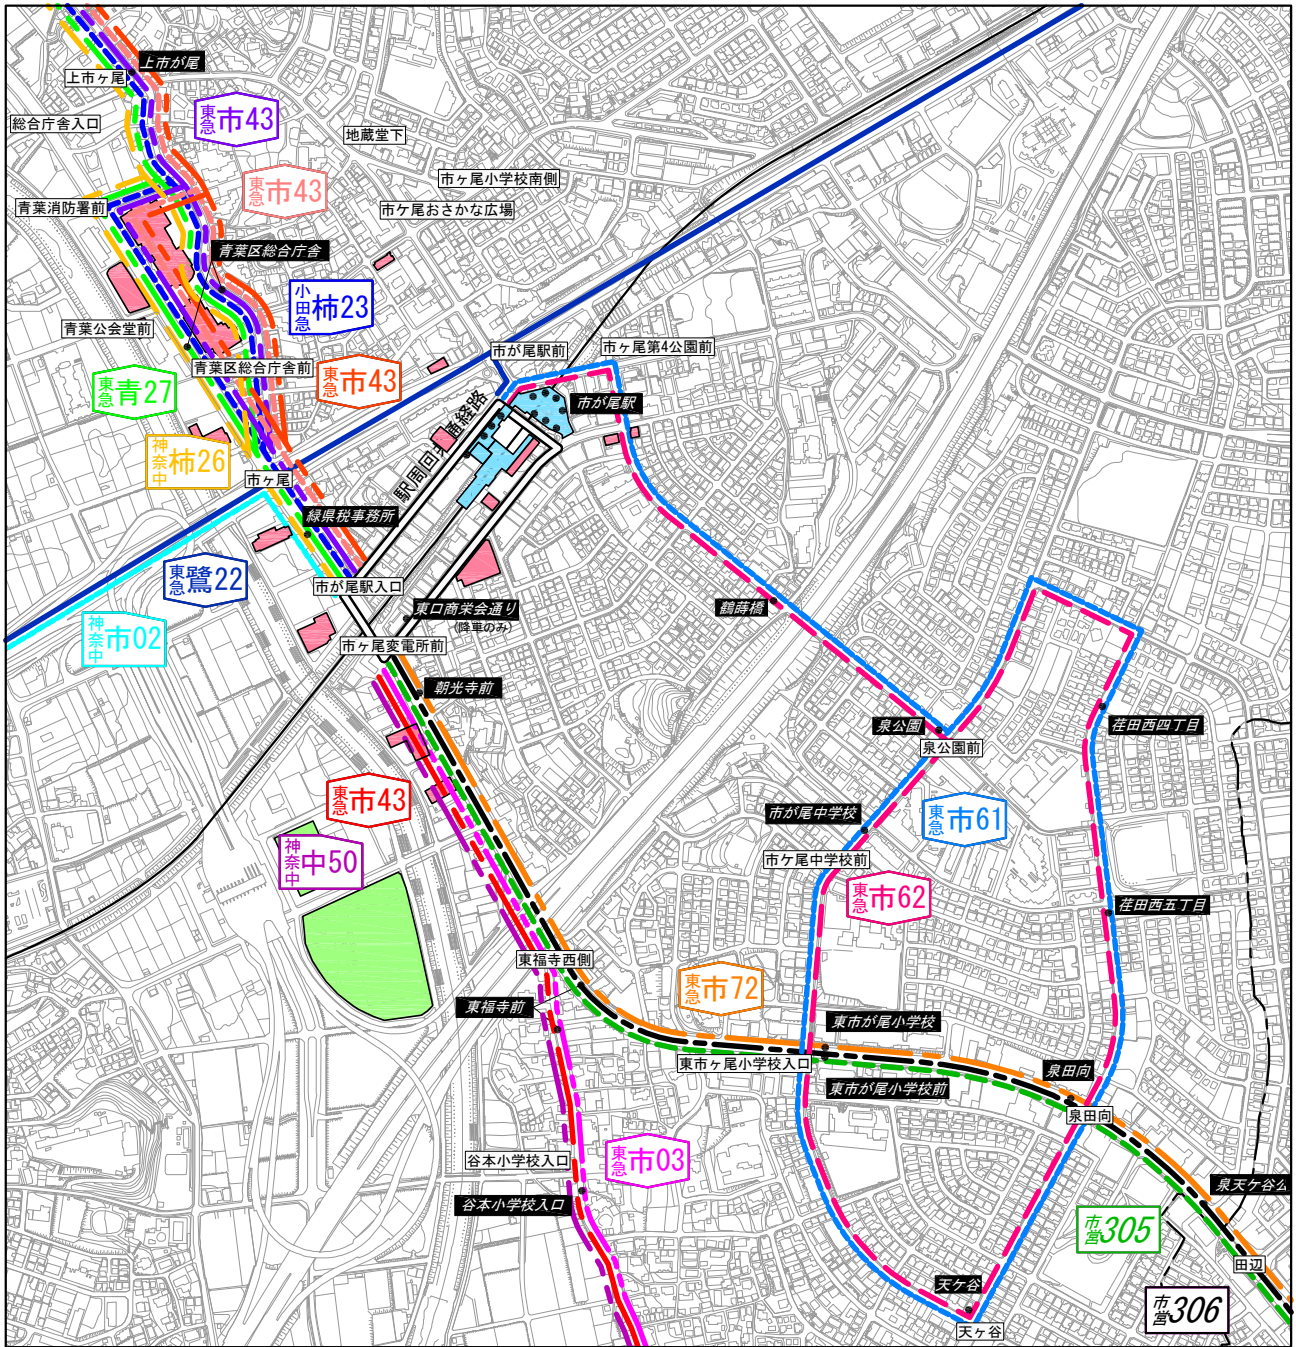 上市が尾
上市ヶ尾
東急 市43
総合庁舎入口
地蔵堂下
市ヶ尾小学校南側
東急 市43
青葉消防署前
市ケ尾おさかな広場
青葉区総合庁舎
小田急 柿23
青葉公会堂前
市が尾駅前
市ヶ尾第4公園前
青葉区総合庁舎前
東急 市43
東急 青27
市が尾駅
神奈中 柿26
市ヶ尾
緑県税事務所
東急 鷺22
市が尾駅入口
東口商栄会通り
(降車のみ)
鶴蒔橋
神奈中 市02
市ヶ尾変電所前
朝光寺前
泉公園
泉公園前
荏田西四丁目
東急 市43
市が尾中学校
東急 市61
神奈中 中50
市ケ尾中学校前
東急 市62
荏田西五丁目
東福寺西側
東急 市72
東福寺前
東市が尾小学校
東市ヶ尾小学校入口
泉田向
東市が尾小学校前
泉田向
谷本小学校入口
東急 市03
谷本小学校入口
泉天ケ谷公
市営 305
田辺
天ケ谷
市営 306
天ヶ谷